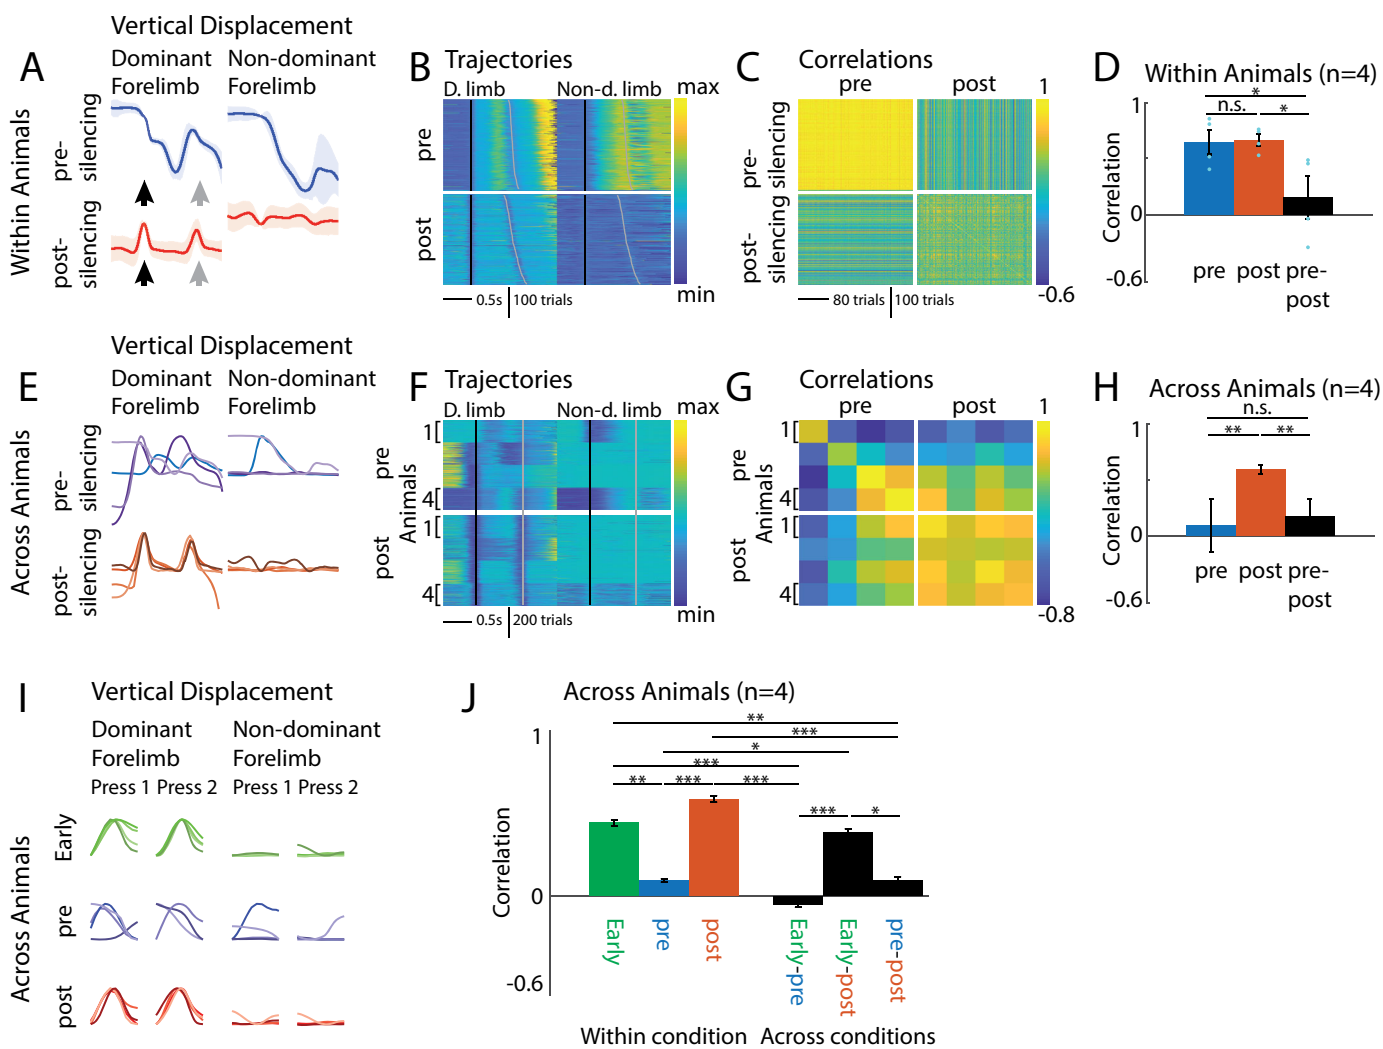 Vertical Displacement
A
Dominant
Forelimb
Non-dominant
Forelimb
Within Animals
pre-
silencing
post-
silencing
B
Trajectories
D. limb
Non-d. limb
max
pre
post
min
0.5s
100 trials
C
Correlations
pre
post
1
pre-
silencing
post-
silencing
-0.6
80 trials
100 trials
D
Within Animals (n=4)
*
n.s.
*
1
Correlation
0
-0.6
pre
post
pre-
post
Vertical Displacement
E
Dominant
Forelimb
Non-dominant
Forelimb
Across Animals
pre-
silencing
post-
silencing
F
Trajectories
D. limb
Non-d. limb
max
1[
pre
4[
Animals
1[
post
4[
min
0.5s
200 trials
G
Correlations
pre
post
1
1[
pre
4[
Animals
1[
post
4[
-0.8
H
Across Animals (n=4)
n.s.
**
**
1
Correlation
0
-0.6
pre
post
pre-
post
I
Vertical Displacement
Dominant
Forelimb
Non-dominant
Forelimb
Press 1
Press 2
Press 1
Press 2
Across Animals
Early
pre
post
J
Across Animals (n=4)
**
***
*
***
**
***
***
***
*
1
Correlation
0
-0.6
Early
pre
post
Early-pre
Early-post
pre-post
Within condition
Across conditions